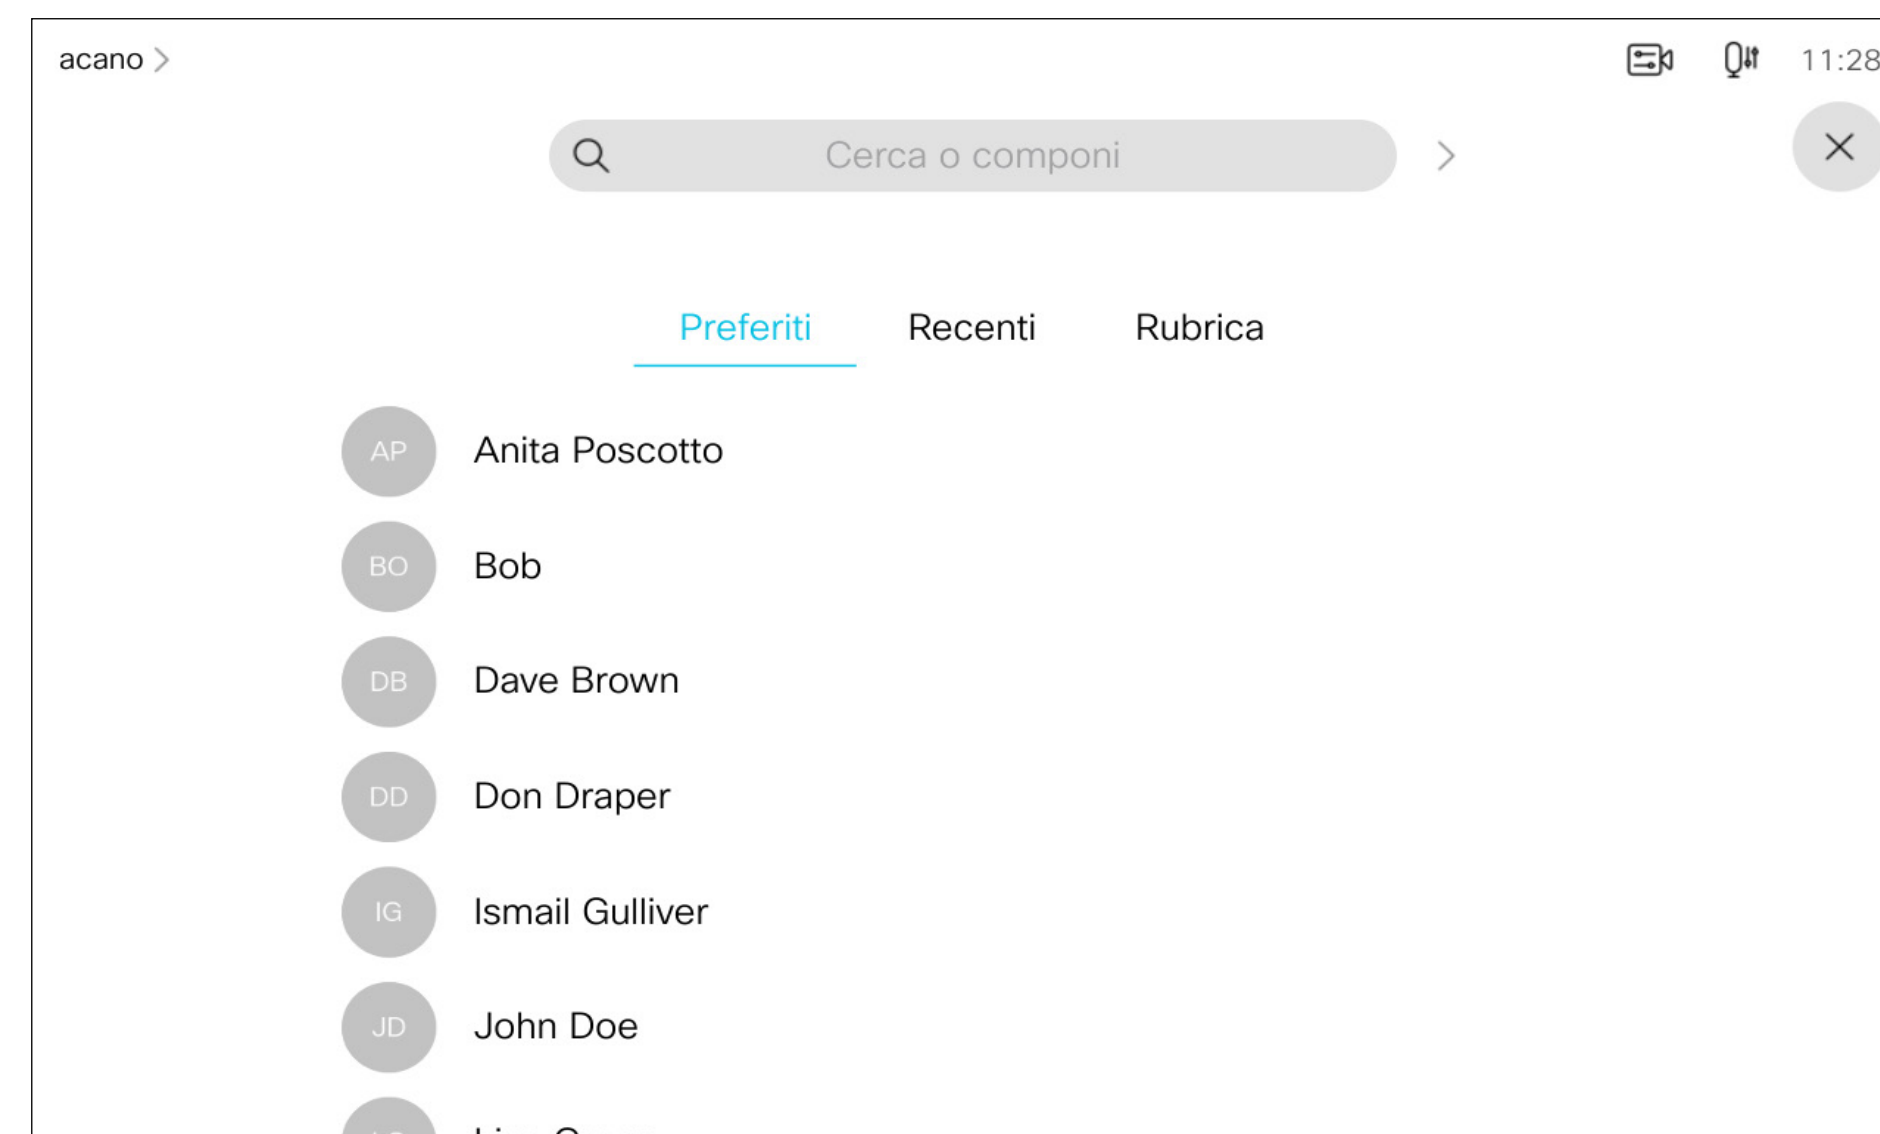 acano
11:28
Cerca o componi
Preferiti Recenti Rubrica
AP Anita Poscotto
BO Bob
DB Dave Brown
DD Don Draper
IG Ismail Gulliver
JD John Doe